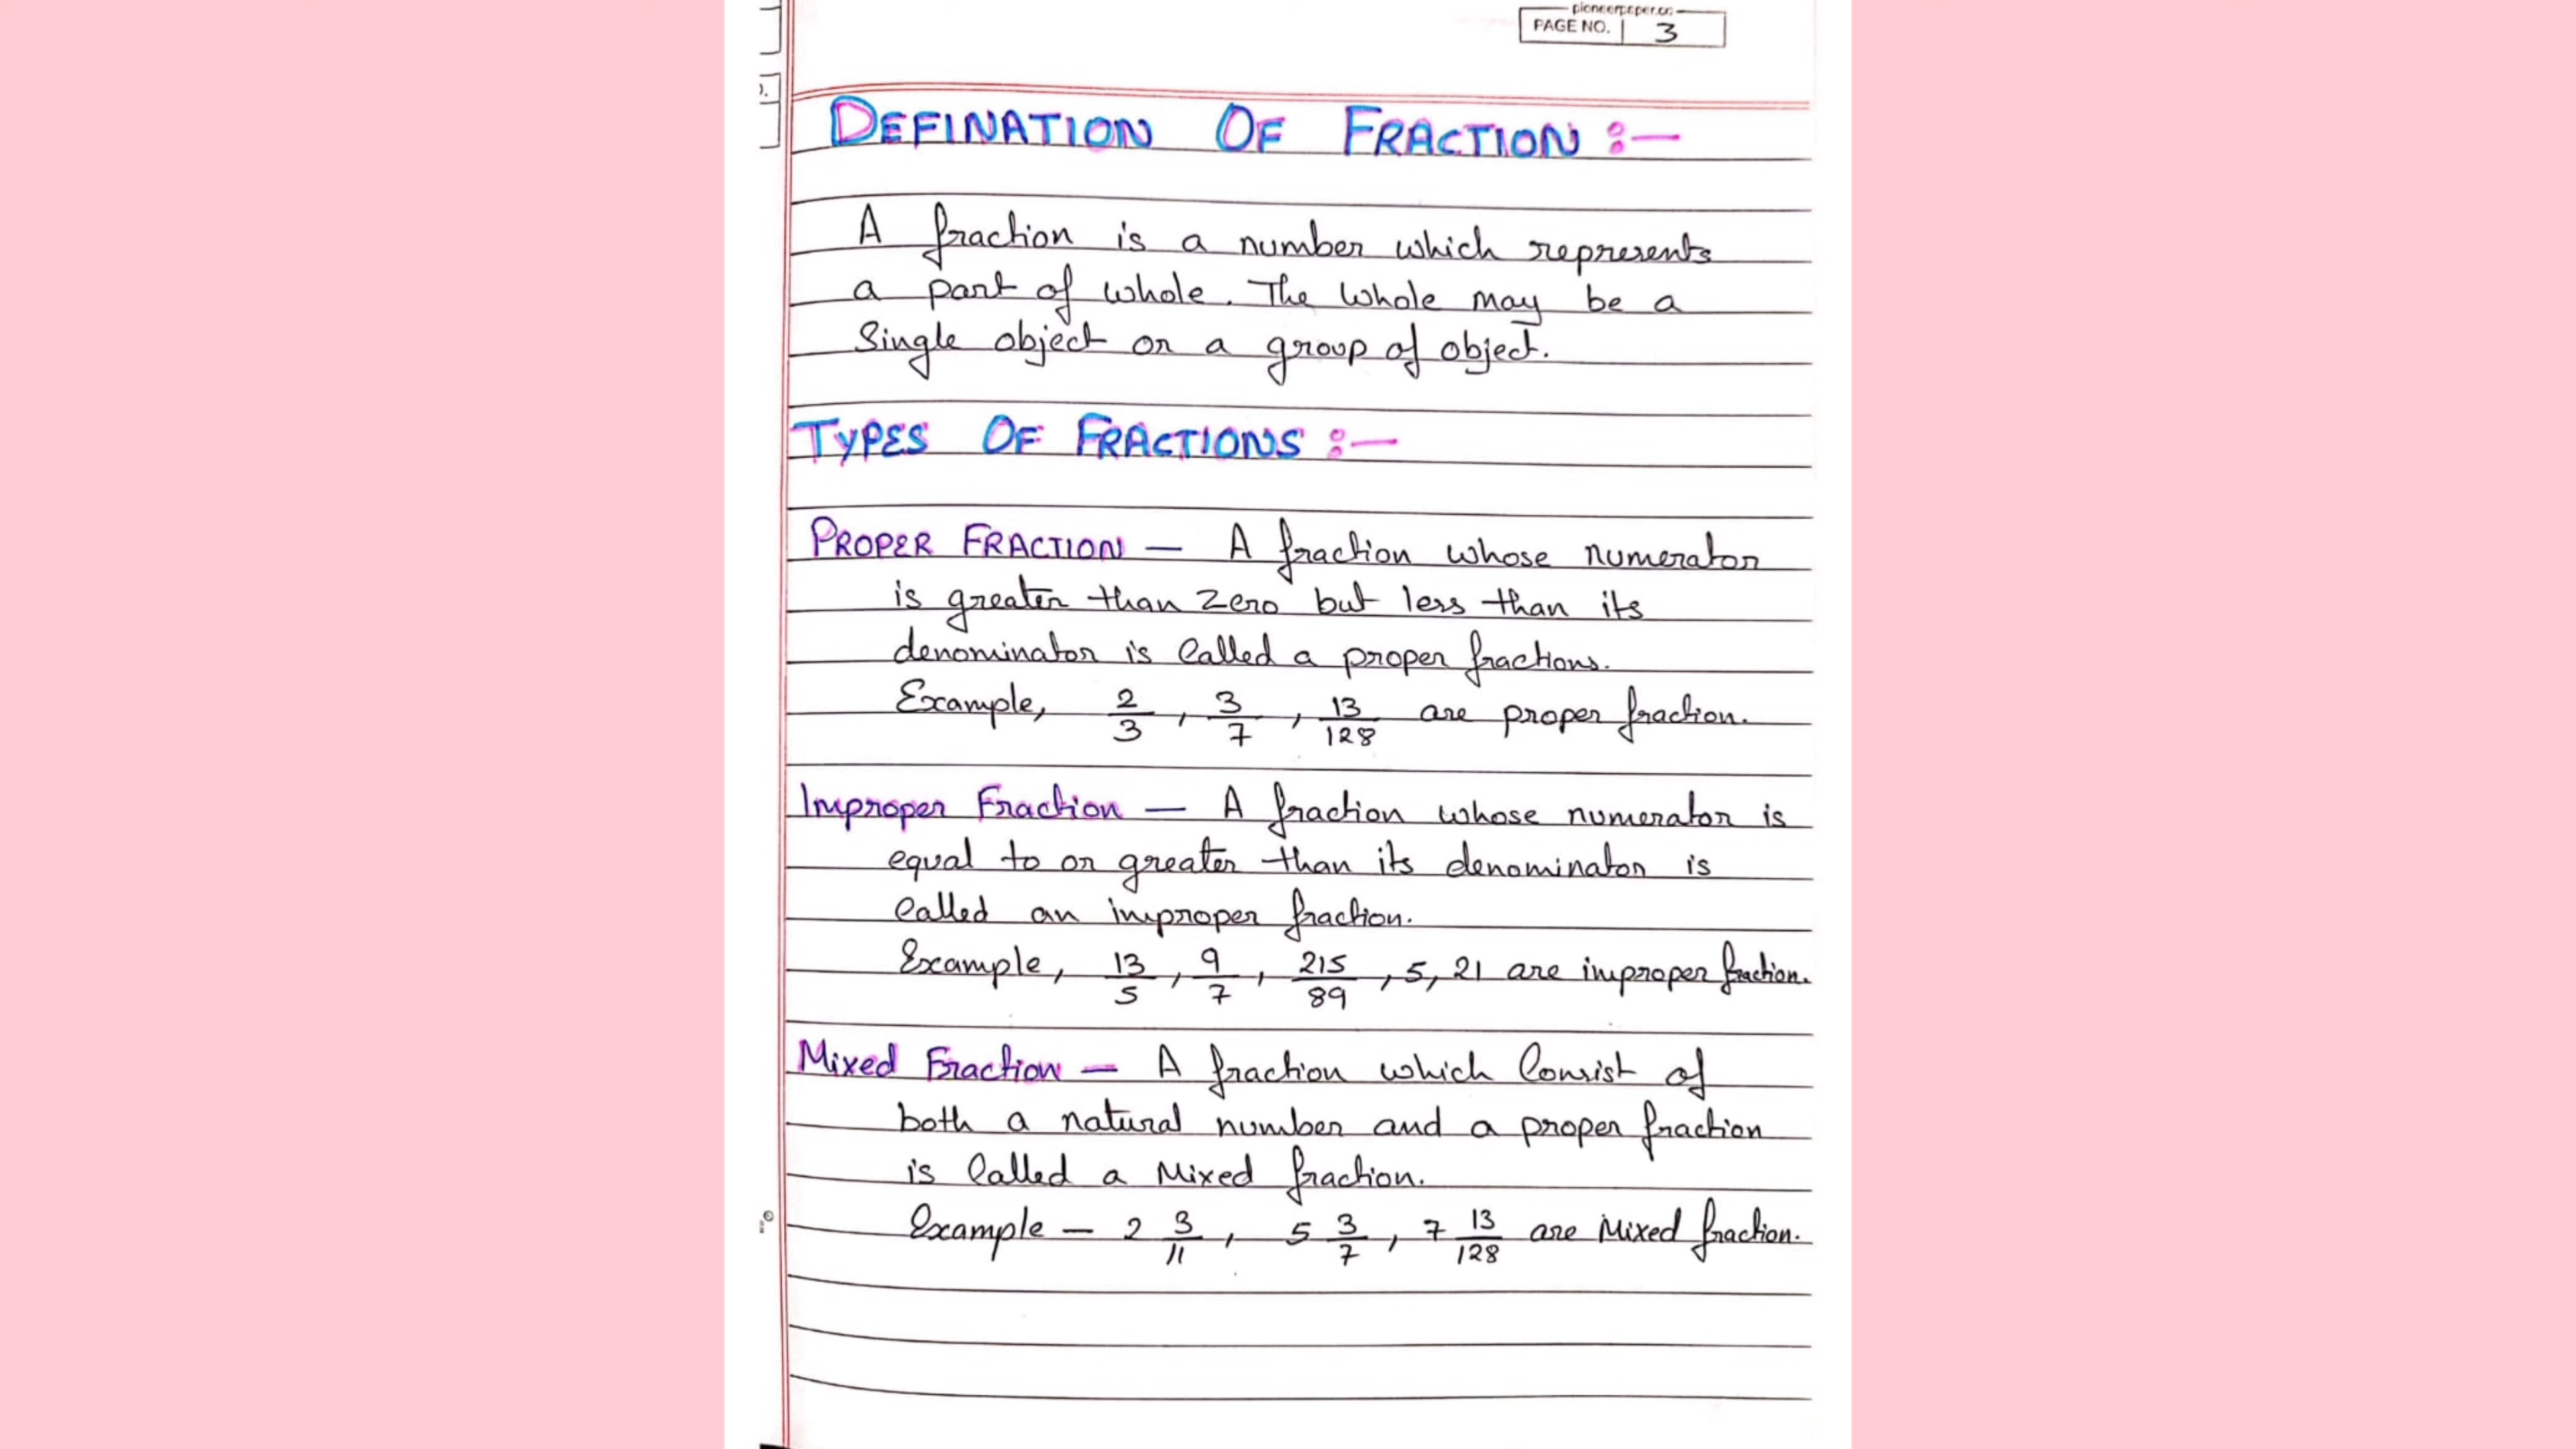 pioneerpaper.co
PAGE NO. 3
DEFINATION OF FRACTION :—
A fraction is a number which represents
a part of whole. The whole may be a
Single object or a group of object.
TYPES OF FRACTIONS :—
PROPER FRACTION — A fraction whose numerator
is greater than zero but less than its
denominator is called a proper fractions.
Example, 2/3, 3/7, 13/128 are proper fraction.
Improper Fraction — A fraction whose numerator is
equal to or greater than its denominator is
called an improper fraction.
Example, 13/5, 9/7, 215/89, 5, 21 are improper fraction.
Mixed Fraction — A fraction which Consist of
both a natural number and a proper fraction
is called a Mixed fraction.
Example — 2 3/11, 5 3/7, 7 13/128 are Mixed fraction.